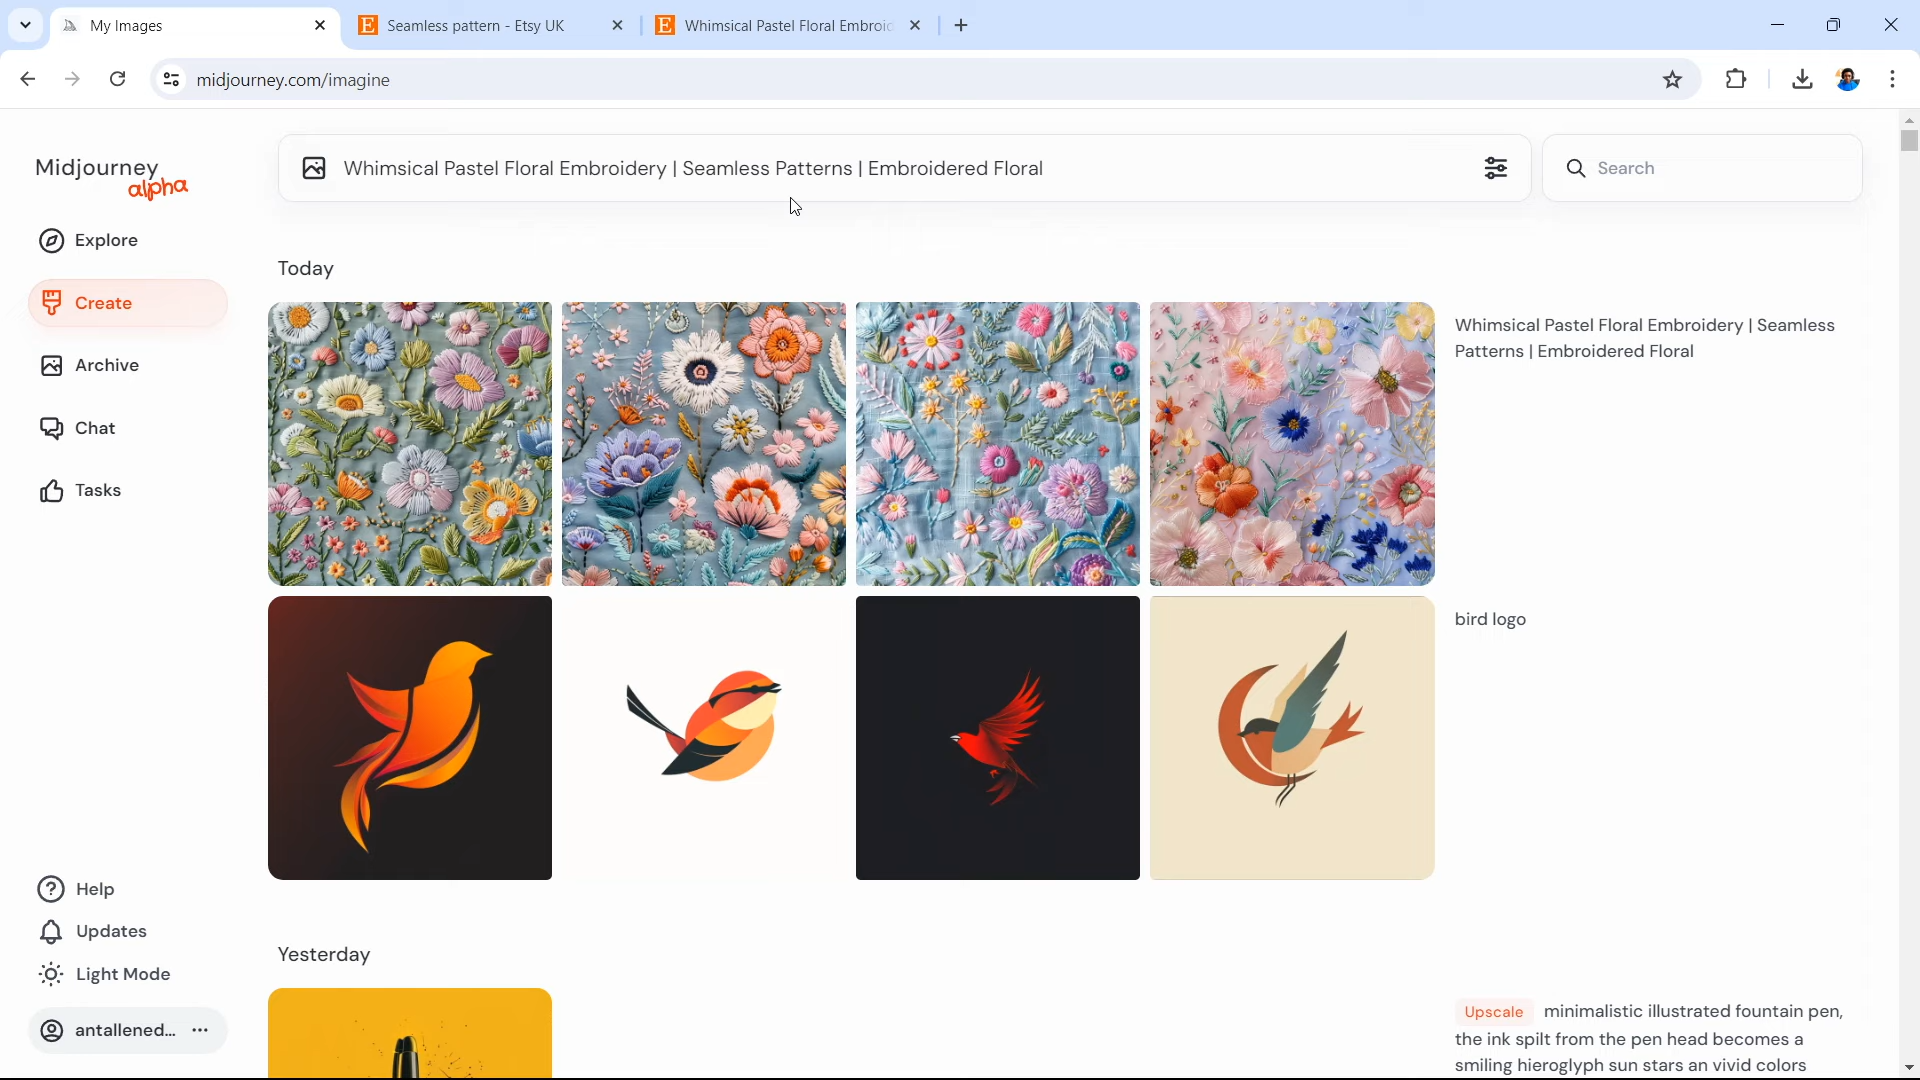 My Images
Seamless pattern - Etsy UK
Whimsical Pastel Floral Embroid
midjourney.com/imagine
Midjourney
alpha
Whimsical Pastel Floral Embroidery | Seamless Patterns | Embroidered Floral
Search
Explore
Create
Archive
Chat
Tasks
Today
Whimsical Pastel Floral Embroidery | Seamless
Patterns | Embroidered Floral
bird logo
Help
Updates
Light Mode
antallened... ...
Yesterday
Upscale minimalistic illustrated fountain pen,
the ink spilt from the pen head becomes a
smiling hieroglyph sun stars an vivid colors